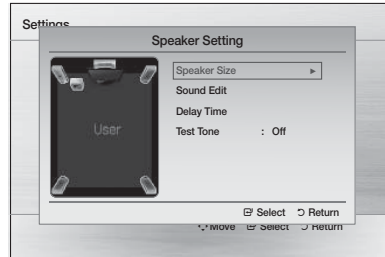 Settings
Speaker Setting
Speaker Size ►
Sound Edit
Delay Time
Test Tone : Off
User
Select Return
Move Select Return